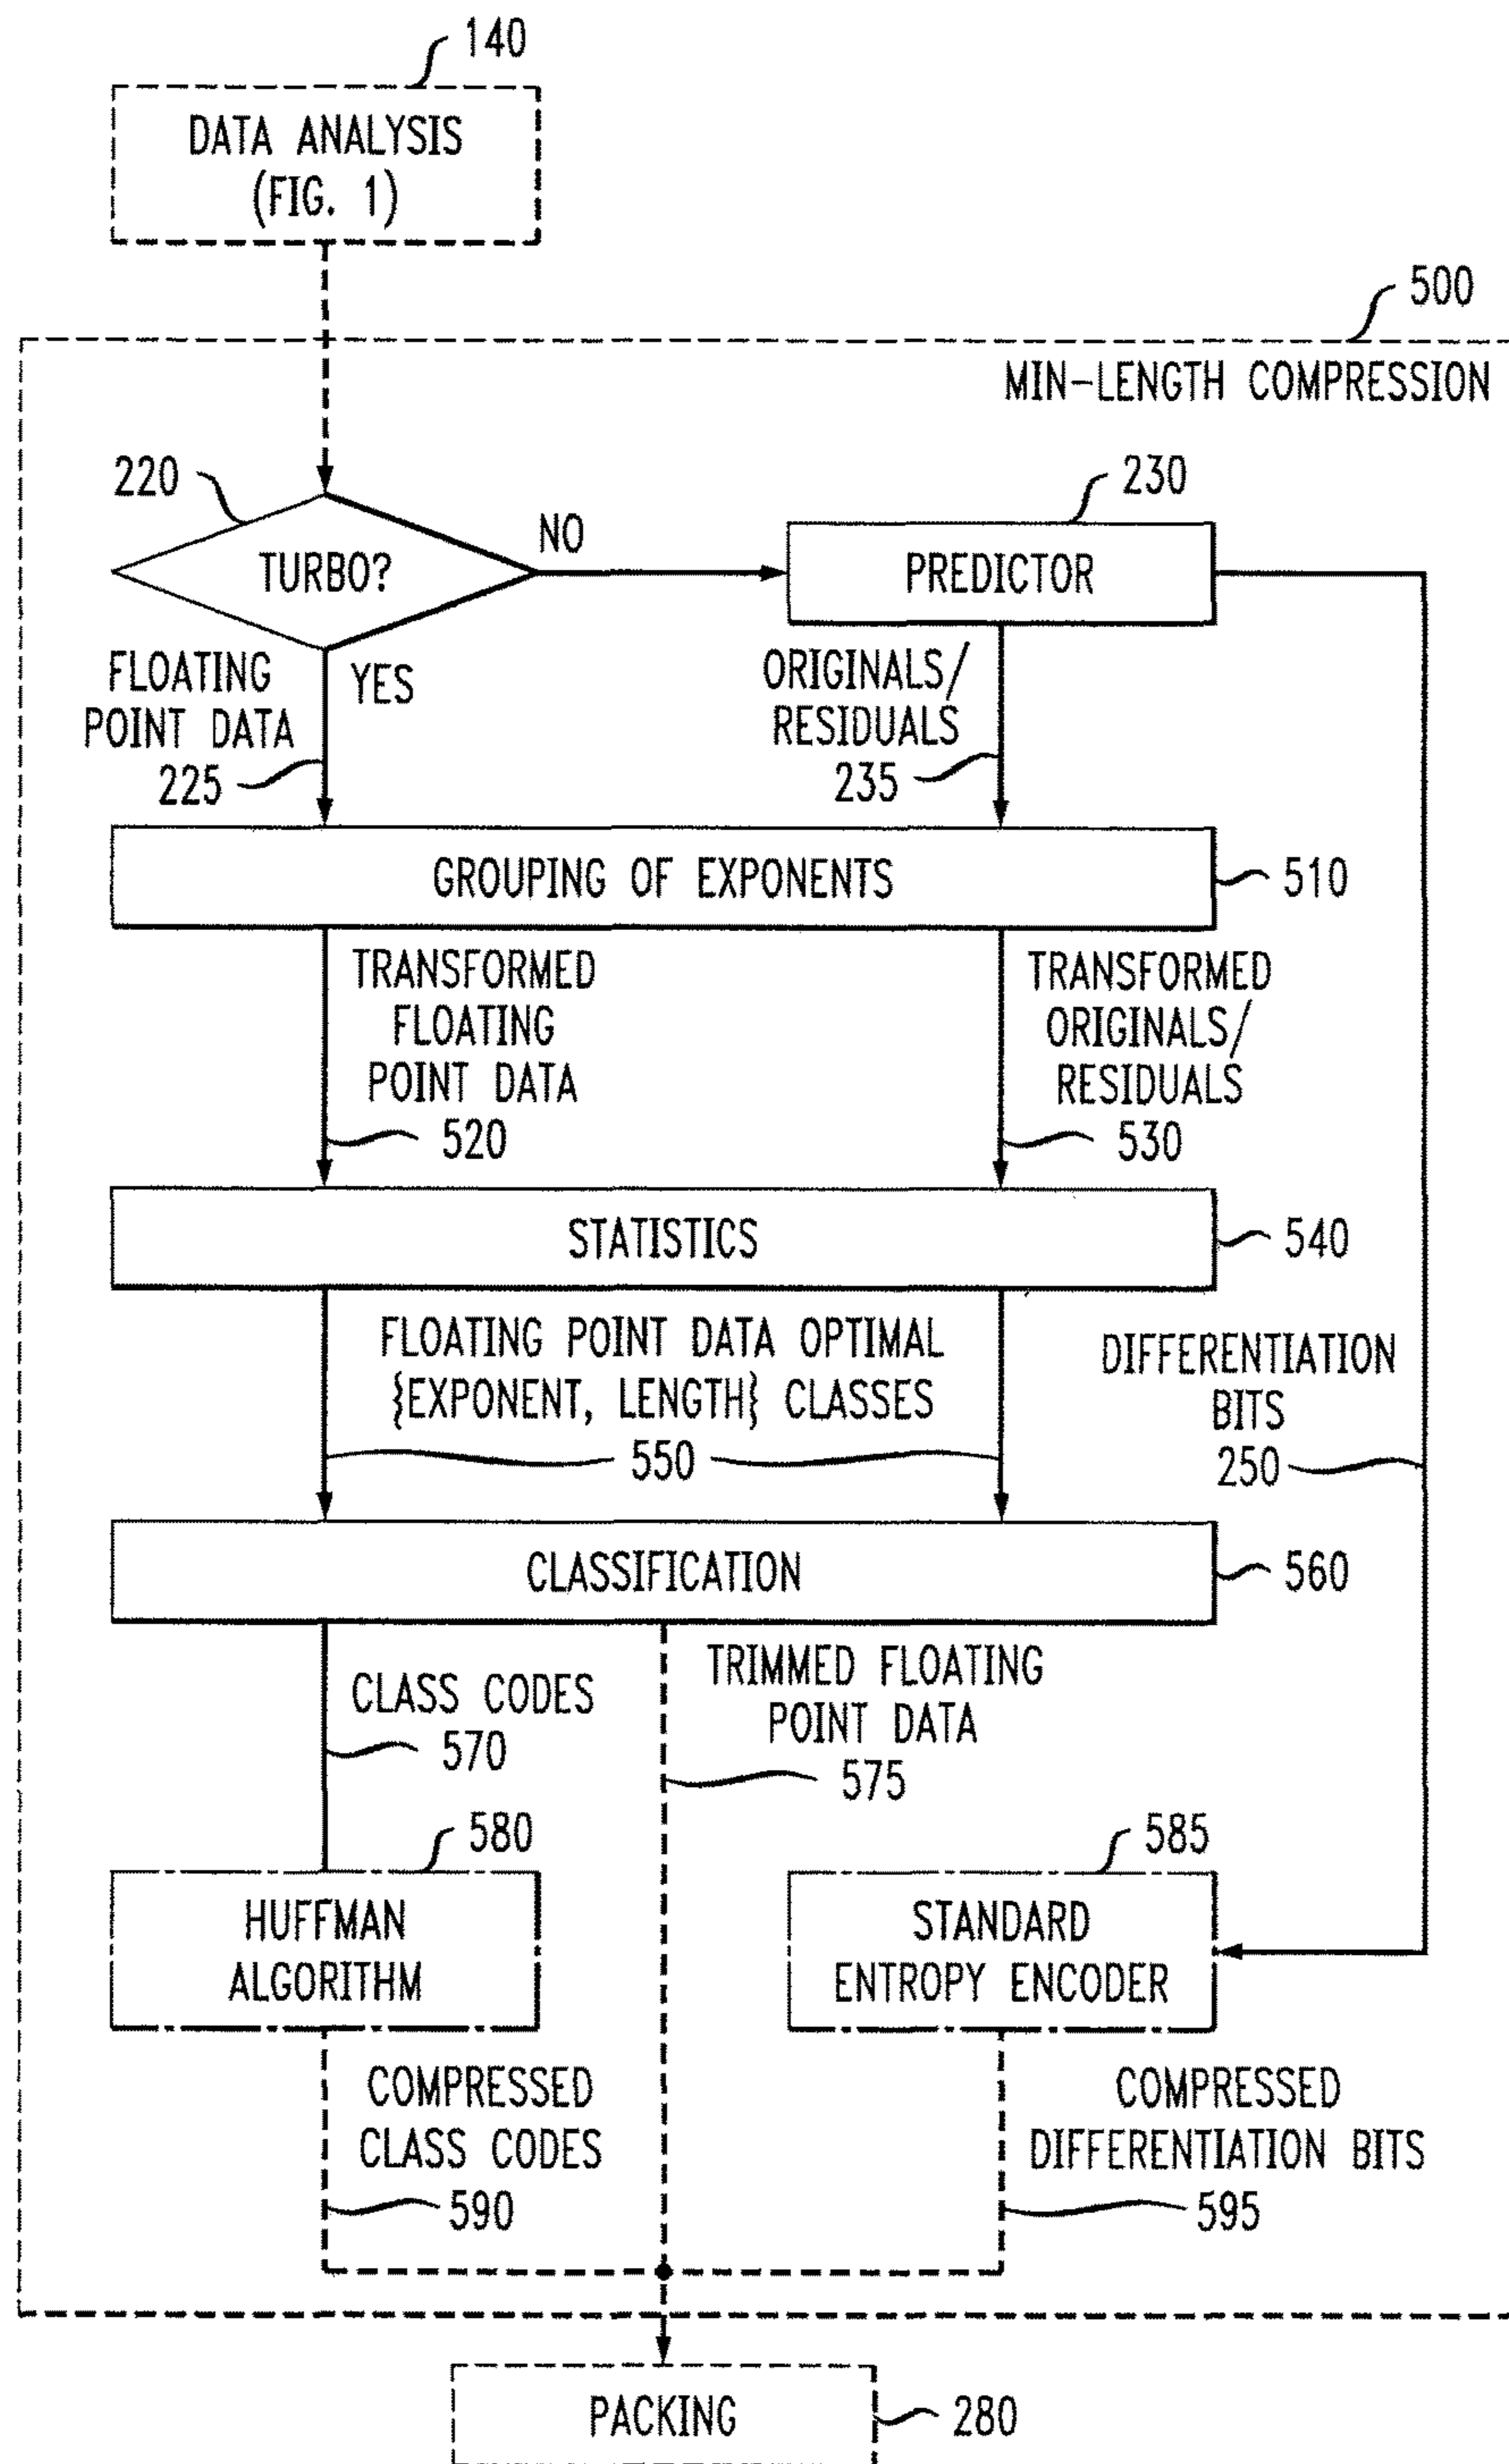 140
DATA ANALYSIS
(FIG. 1)
500
MIN-LENGTH COMPRESSION
220
TURBO?
NO
230
PREDICTOR
FLOATING
POINT DATA
225
YES
ORIGINALS/
RESIDUALS
235
GROUPING OF EXPONENTS
510
TRANSFORMED
FLOATING
POINT DATA
520
TRANSFORMED
ORIGINALS/
RESIDUALS
530
STATISTICS
540
FLOATING POINT DATA OPTIMAL
{EXPONENT, LENGTH} CLASSES
550
DIFFERENTIATION
BITS
250
CLASSIFICATION
560
CLASS CODES
570
TRIMMED FLOATING
POINT DATA
575
580
HUFFMAN
ALGORITHM
585
STANDARD
ENTROPY ENCODER
COMPRESSED
CLASS CODES
590
COMPRESSED
DIFFERENTIATION BITS
595
PACKING
280